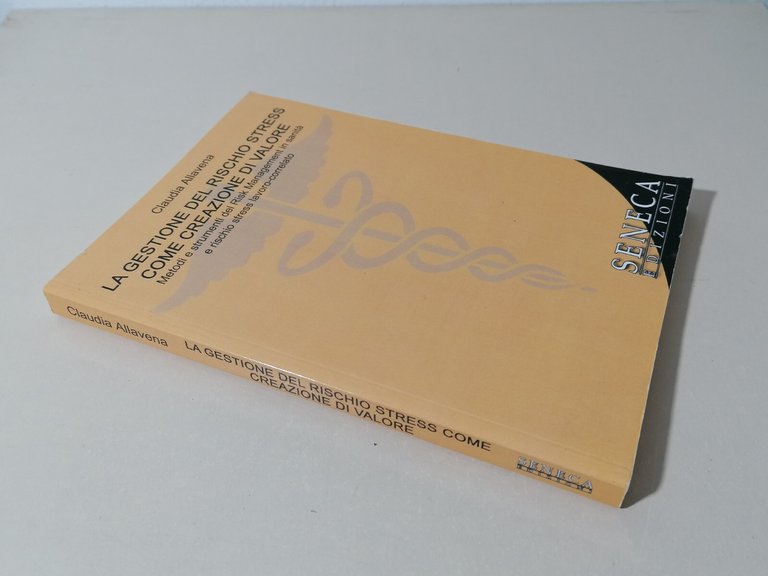 Claudia Allavena
LA GESTIONE DEL RISCHIO STRESS
COME CREAZIONE DI VALORE
Metodi e strumenti del Risk Management in sanità
e rischio stress lavoro-correlato
SENECA
EDIZIONI
Claudia Allavena
LA GESTIONE DEL RISCHIO STRESS COME
CREAZIONE DI VALORE
SENECA
EDIZIONI